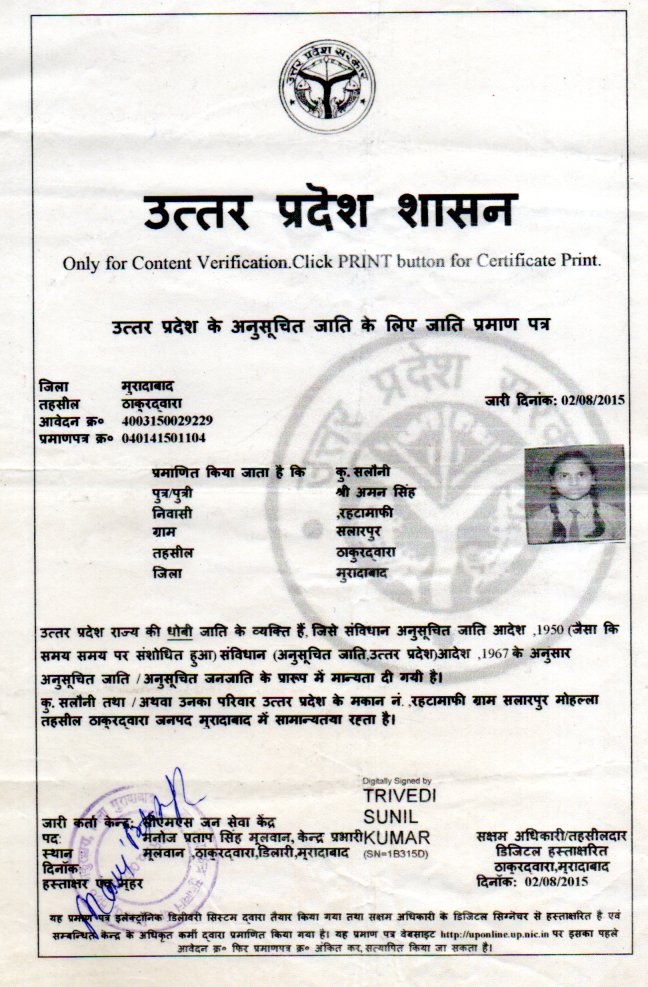 उत्तर प्रदेश सरकार
उत्तर प्रदेश शासन
Only for Content Verification.Click PRINT button for Certificate Print.
उत्तर प्रदेश के अनुसूचित जाति के लिए जाति प्रमाण पत्र
जिला मुरादाबाद
तहसील ठाकुरद्वारा
जारी दिनांक: 02/08/2015
आवेदन क्र० 4003150029229
प्रमाणपत्र क्र० 040141501104
प्रमाणित किया जाता है कि कु. सलौनी
पुत्र/पुत्री श्री अमन सिंह
निवासी ,रहटामाफी
ग्राम सलारपुर
तहसील ठाकुरद्वारा
जिला मुरादाबाद
उत्तर प्रदेश राज्य की धोबी जाति के व्यक्ति हैं, जिसे संविधान अनुसूचित जाति आदेश ,1950 (जैसा कि
समय समय पर संशोधित हुआ) संविधान (अनुसूचित जाति,उत्तर प्रदेश)आदेश ,1967 के अनुसार
अनुसूचित जाति / अनुसूचित जनजाति के प्रारूप में मान्यता दी गयी है।
कु. सलौनी तथा / अथवा उनका परिवार उत्तर प्रदेश के मकान नं. ,रहटामाफी ग्राम सलारपुर मोहल्ला
तहसील ठाकुरद्वारा जनपद मुरादाबाद में सामान्यतया रहता है।
Digitally Signed by
TRIVEDI
SUNIL
KUMAR
(SN=1B315D)
जारी कर्ता केन्द्र: सीएमएस जन सेवा केंद्र
पद: मनोज प्रताप सिंह मूलवान, केन्द्र प्रभारी
स्थान मूलवान ,ठाकुरद्वारा,डिलारी,मुरादाबाद
दिनाँक:
हस्ताक्षर एवं मुहर
सक्षम अधिकारी/तहसीलदार
डिजिटल हस्ताक्षरित
ठाकुरद्वारा,मुरादाबाद
दिनाँक: 02/08/2015
यह प्रमाण पत्र इलेक्ट्रॉनिक डिलीवरी सिस्टम द्वारा तैयार किया गया तथा सक्षम अधिकारी के डिजिटल सिग्नेचर से हस्ताक्षरित है एवं
सम्बन्धित केन्द्र के अधिकृत कर्मी द्वारा प्रमाणित किया गया है। यह प्रमाण पत्र वेबसाइट http://uponline.up.nic.in पर इसका पहले
आवेदन क्र० फिर प्रमाणपत्र क्र० अंकित कर, सत्यापित किया जा सकता है।